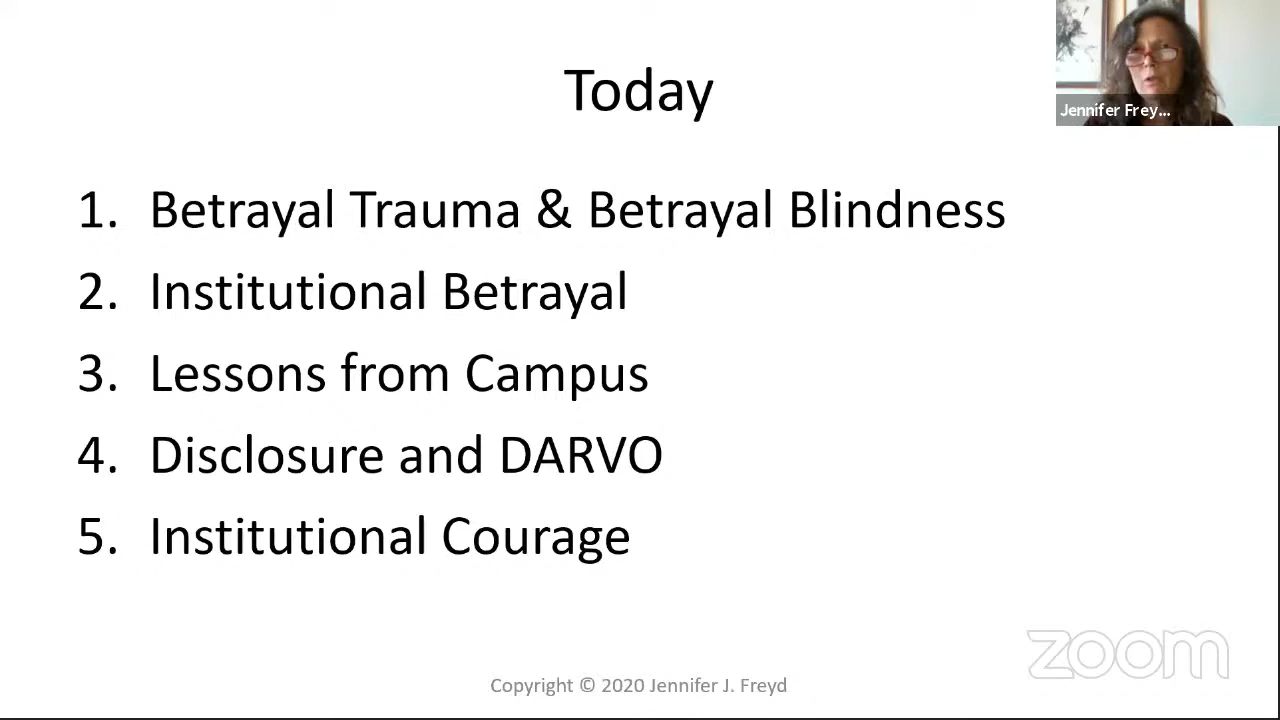 Today
Jennifer Frey...
1. Betrayal Trauma & Betrayal Blindness
2. Institutional Betrayal
3. Lessons from Campus
4. Disclosure and DARVO
5. Institutional Courage
zoom
Copyright © 2020 Jennifer J. Freyd